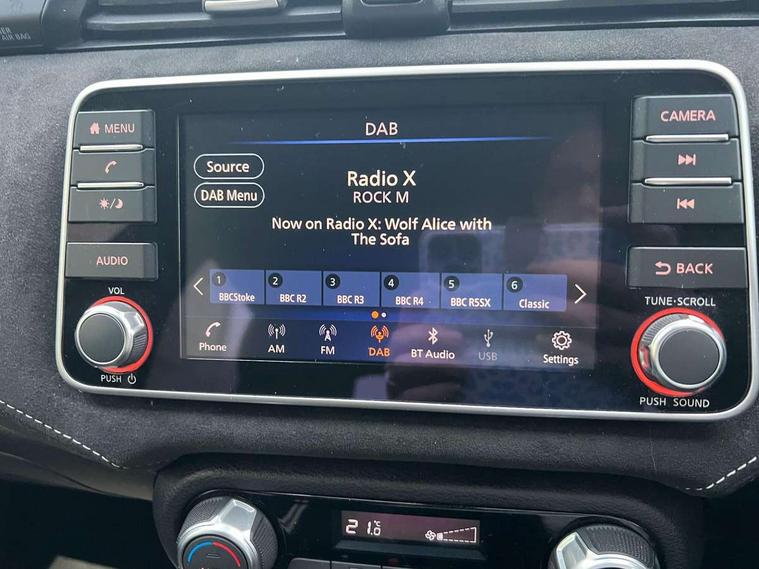 AIR BAG
MENU
CAMERA
AUDIO
BACK
VOL
PUSH
TUNE·SCROLL
PUSH SOUND
DAB
Source
DAB Menu
Radio X
ROCK M
Now on Radio X: Wolf Alice with
The Sofa
1 2 3 4 5 6
BBCStoke BBC R2 BBC R3 BBC R4 BBC R5SX Classic
Phone AM FM DAB BT Audio USB Settings
21.0 °C